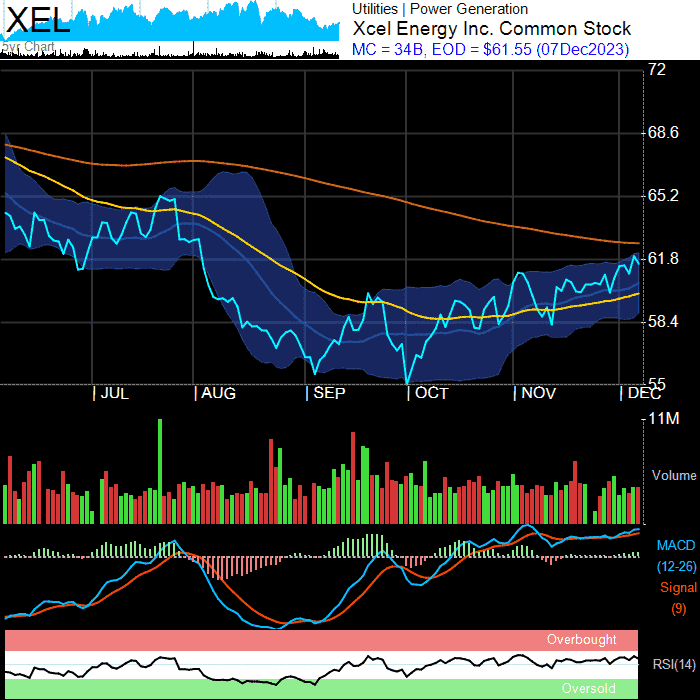 XEL
5yr Chart
Utilities | Power Generation
Xcel Energy Inc. Common Stock
MC = 34B, EOD = $61.55 (07Dec2023)
72
68.6
65.2
61.8
58.4
55
| JUL | AUG | SEP | OCT | NOV | DEC
11M
Volume
MACD
(12-26)
Signal
(9)
Overbought
RSI(14)
Oversold